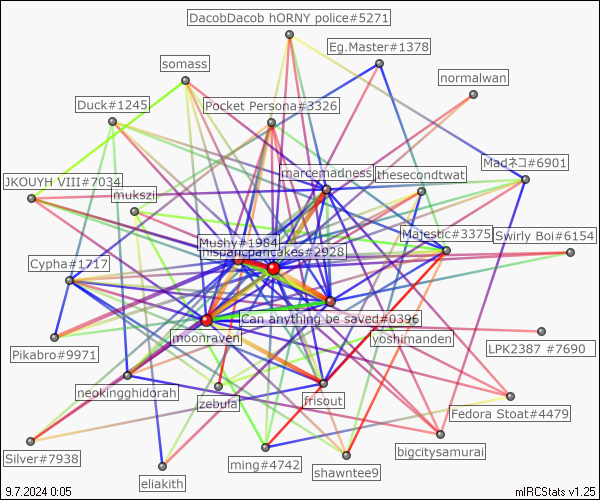 DacobDacob hORNY police#5271
Eg.Master#1378
somass
normalwan
Duck#1245
Pocket Persona#3326
marcemadness
thesecondtwat
Madネコ#6901
JKOUYH VIII#7034
mukszi
Mushy#1984
Majestic#3375
Swirly Boi#6154
hispanicpancakes#2928
Cypha#1717
Can anything be saved#0396
moonraven
yoshimanden
LPK2387 #7690
Pikabro#9971
neokingghidorah
zebula
frisout
Fedora Stoat#4479
bigcitysamurai
Silver#7938
ming#4742
shawntee9
eliakith
9.7.2024 0:05
mIRCStats v1.25